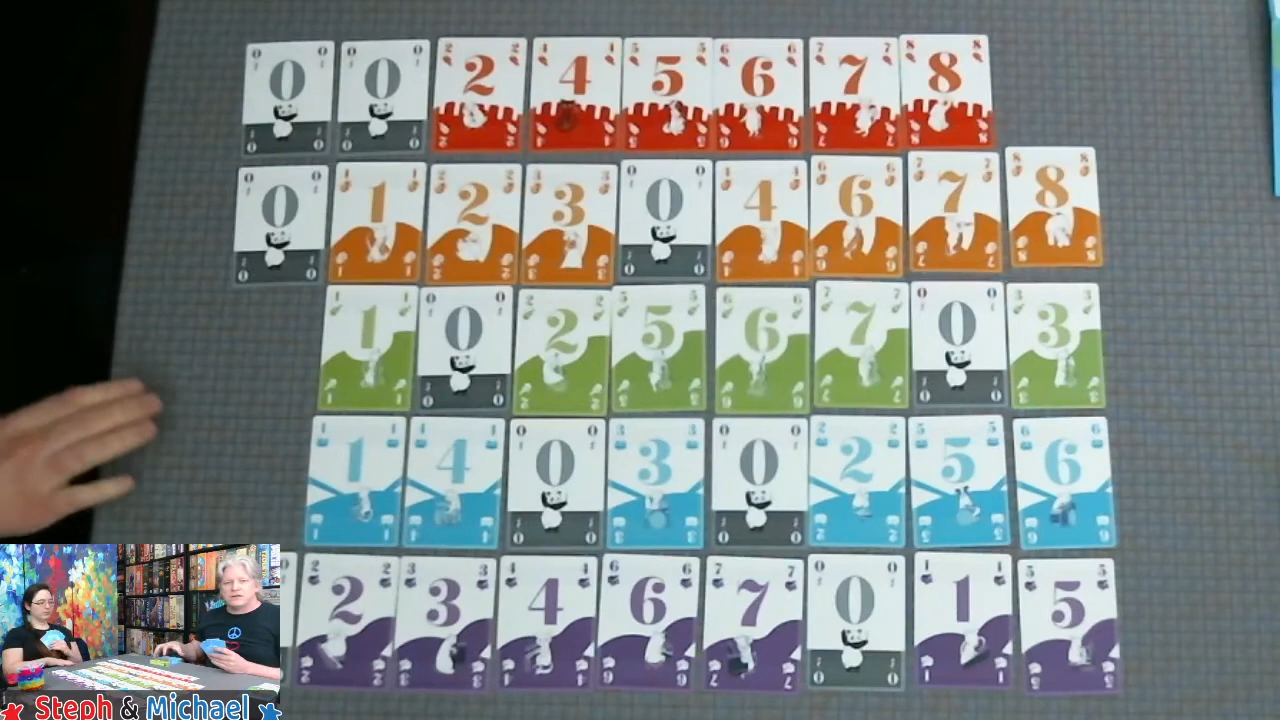 0 0 2 4 5 6 7 8
0 1 2 3 0 4 6 7 8
1 0 2 5 6 7 0 3
1 4 0 3 0 2 5 6
2 3 4 6 7 0 1 5
Steph & Michael